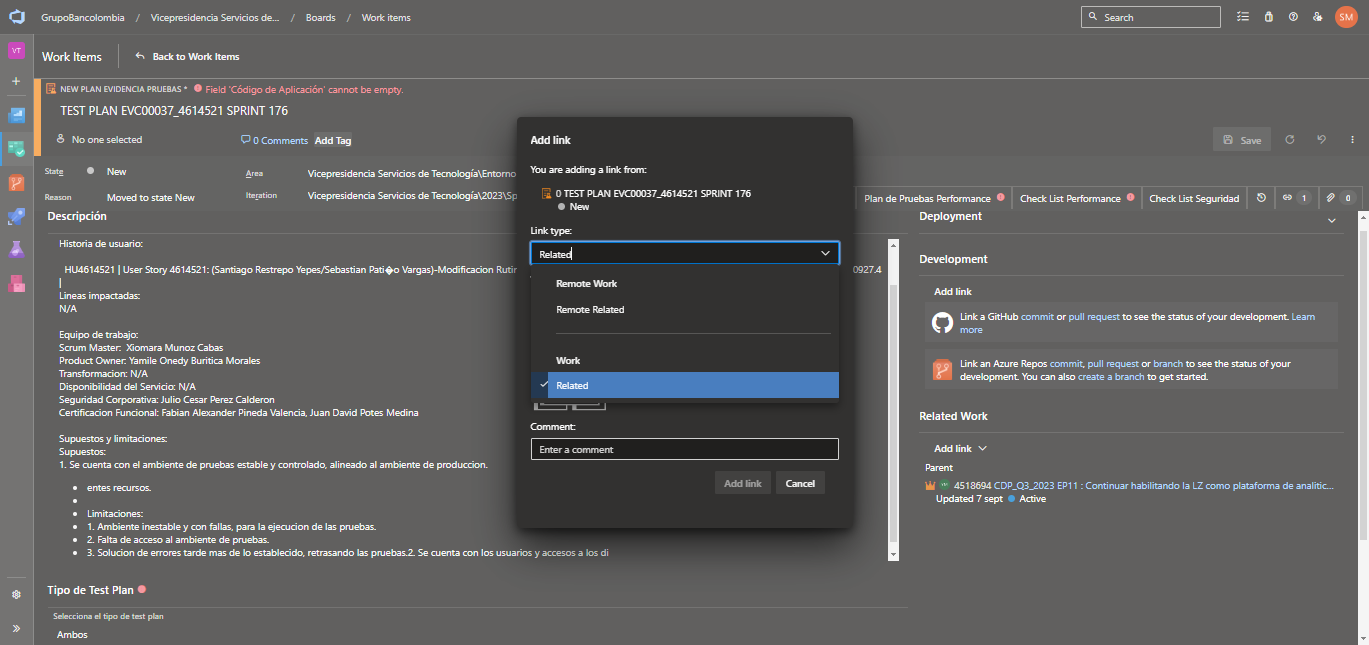 GrupoBancolombia / Vicepresidencia Servicios de... / Boards / Work items
Search
SM
VT
Work Items
Back to Work Items
NEW PLAN EVIDENCIA PRUEBAS * Field 'Código de Aplicación' cannot be empty.
TEST PLAN EVC00037_4614521 SPRINT 176
No one selected
0 Comments
Add Tag
Save
State
New
Area
Vicepresidencia Servicios de Tecnología\Entorno
Reason
Moved to state New
Iteration
Vicepresidencia Servicios de Tecnología\2023\Sp
Plan de Pruebas Performance
Check List Performance
Check List Seguridad
1
0
Descripción
Historia de usuario:
HU4614521 | User Story 4614521: (Santiago Restrepo Yepes/Sebastian Pati�o Vargas)-Modificacion Rutin
0927.4
|
Lineas impactadas:
N/A
Equipo de trabajo:
Scrum Master: Xiomara Munoz Cabas
Product Owner: Yamile Onedy Buritica Morales
Transformacion: N/A
Disponibilidad del Servicio: N/A
Seguridad Corporativa: Julio Cesar Perez Calderon
Certificacion Funcional: Fabian Alexander Pineda Valencia, Juan David Potes Medina
Supuestos y limitaciones:
Supuestos:
1. Se cuenta con el ambiente de pruebas estable y controlado, alineado al ambiente de produccion.
• entes recursos.
•
• Limitaciones:
• 1. Ambiente inestable y con fallas, para la ejecucion de las pruebas.
• 2. Falta de acceso al ambiente de pruebas.
• 3. Solucion de errores tarde mas de lo establecido, retrasando las pruebas.2. Se cuenta con los usuarios y accesos a los di
Tipo de Test Plan
Selecciona el tipo de test plan
Ambos
Add link
You are adding a link from:
0 TEST PLAN EVC00037_4614521 SPRINT 176
New
Link type:
Related
Remote Work
Remote Related
Work
Related
Comment:
Enter a comment
Add link
Cancel
Deployment
Development
Add link
Link a GitHub commit or pull request to see the status of your development. Learn
more
Link an Azure Repos commit, pull request or branch to see the status of your
development. You can also create a branch to get started.
Related Work
Add link
Parent
4518694 CDP_Q3_2023 EP11 : Continuar habilitando la LZ como plataforma de analitic...
Updated 7 sept Active